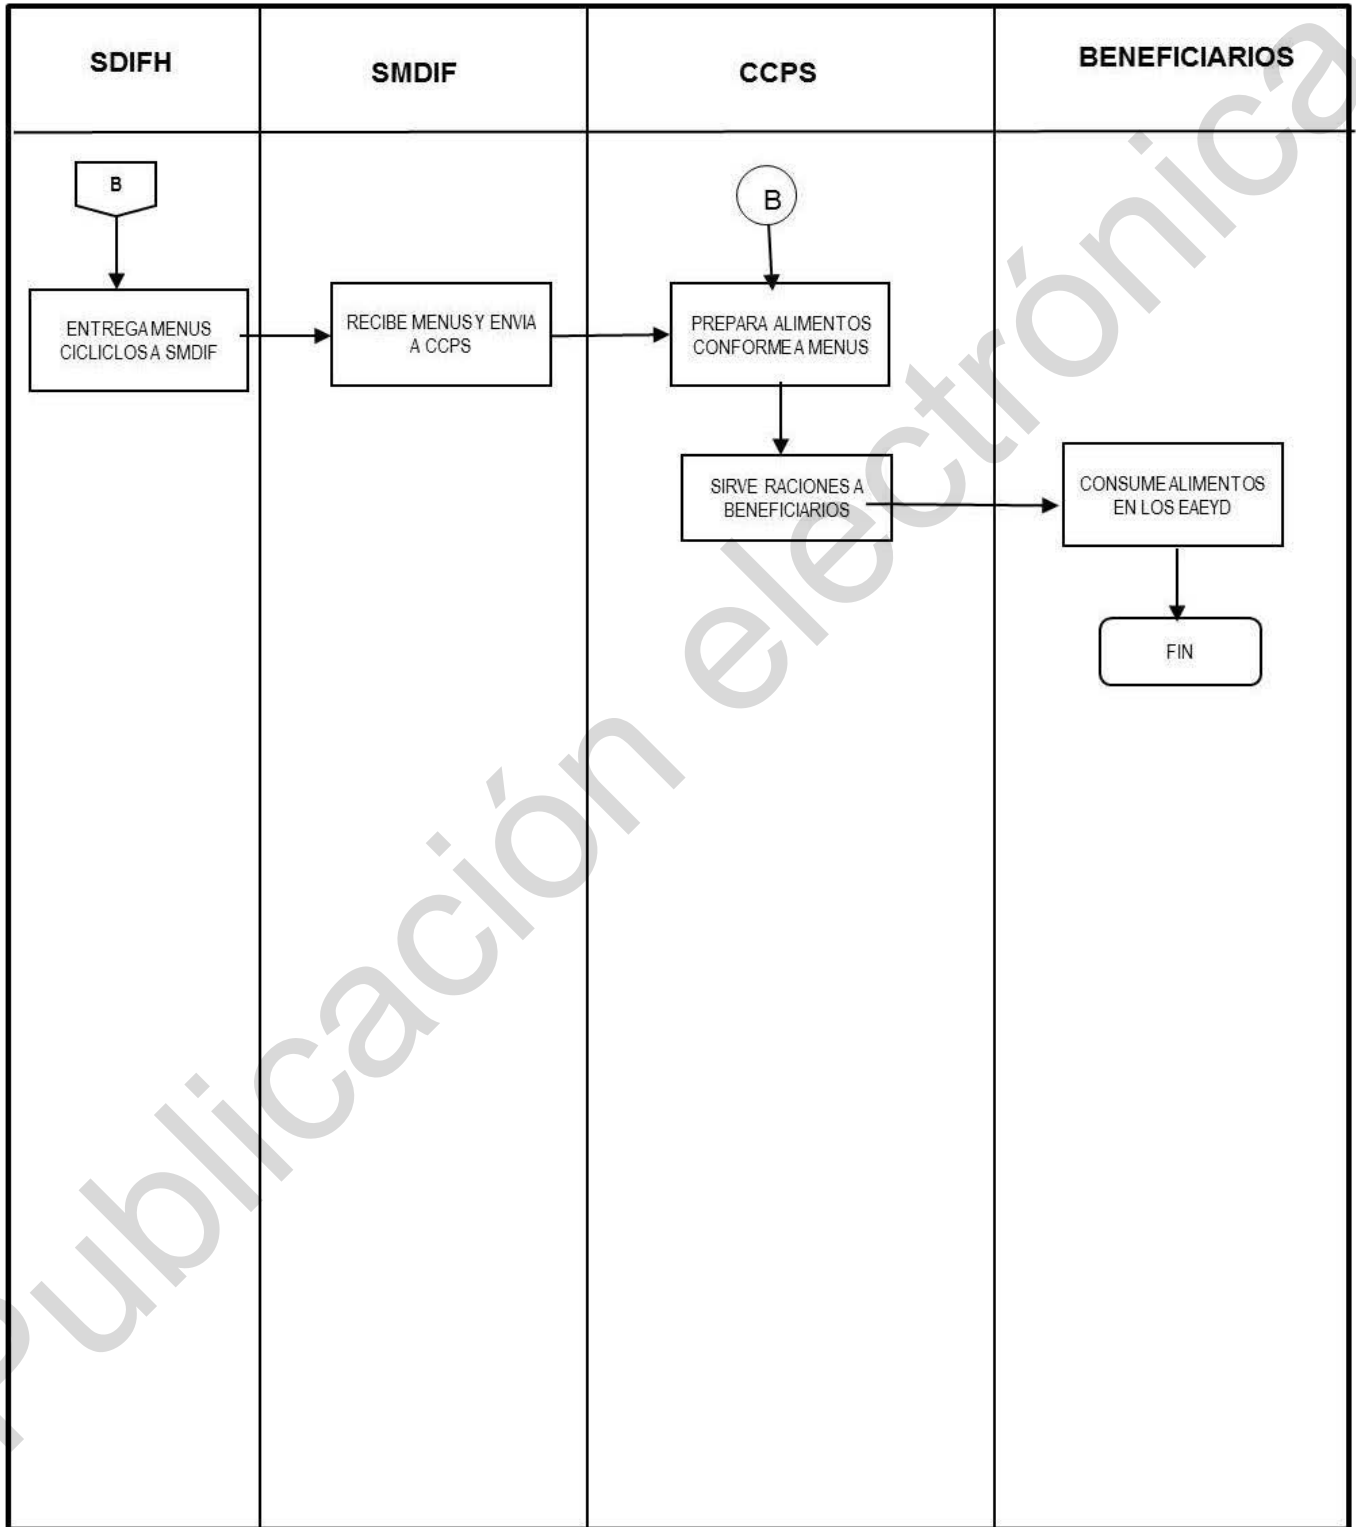 SDIFH
SMDIF
CCPS
BENEFICIARIOS
B
B
ENTREGA MENUS
CICLICLOS A SMDIF
RECIBE MENUS Y ENVIA
A CCPS
PREPARA ALIMENTOS
CONFORME A MENUS
SIRVE RACIONES A
BENEFICIARIOS
CONSUME ALIMENTOS
EN LOS EAEYD
FIN
Publicación electrónica